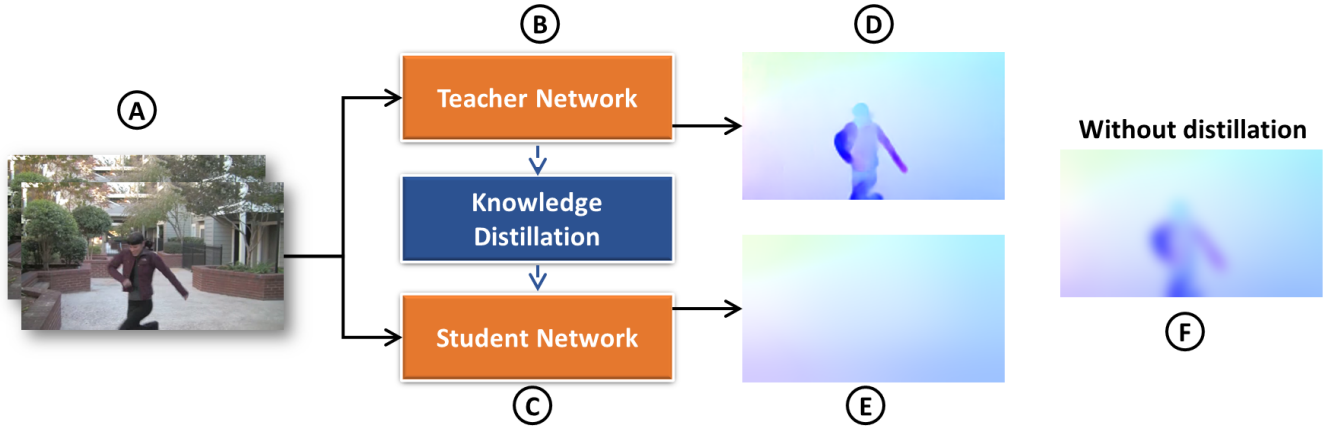 A
B
Teacher Network
Knowledge
Distillation
Student Network
C
D
E
Without distillation
F